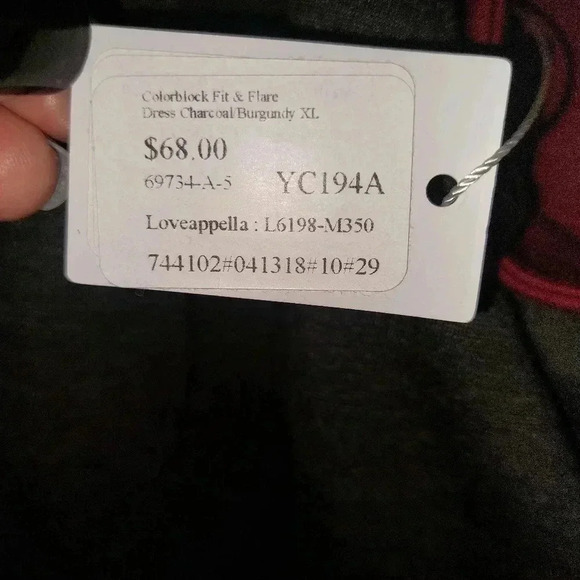 Colorblock Fit & Flare
Dress Charcoal/Burgundy XL
$68.00
69734-A-5 YC194A
Loveappella : L6198-M350
744102#041318#10#29